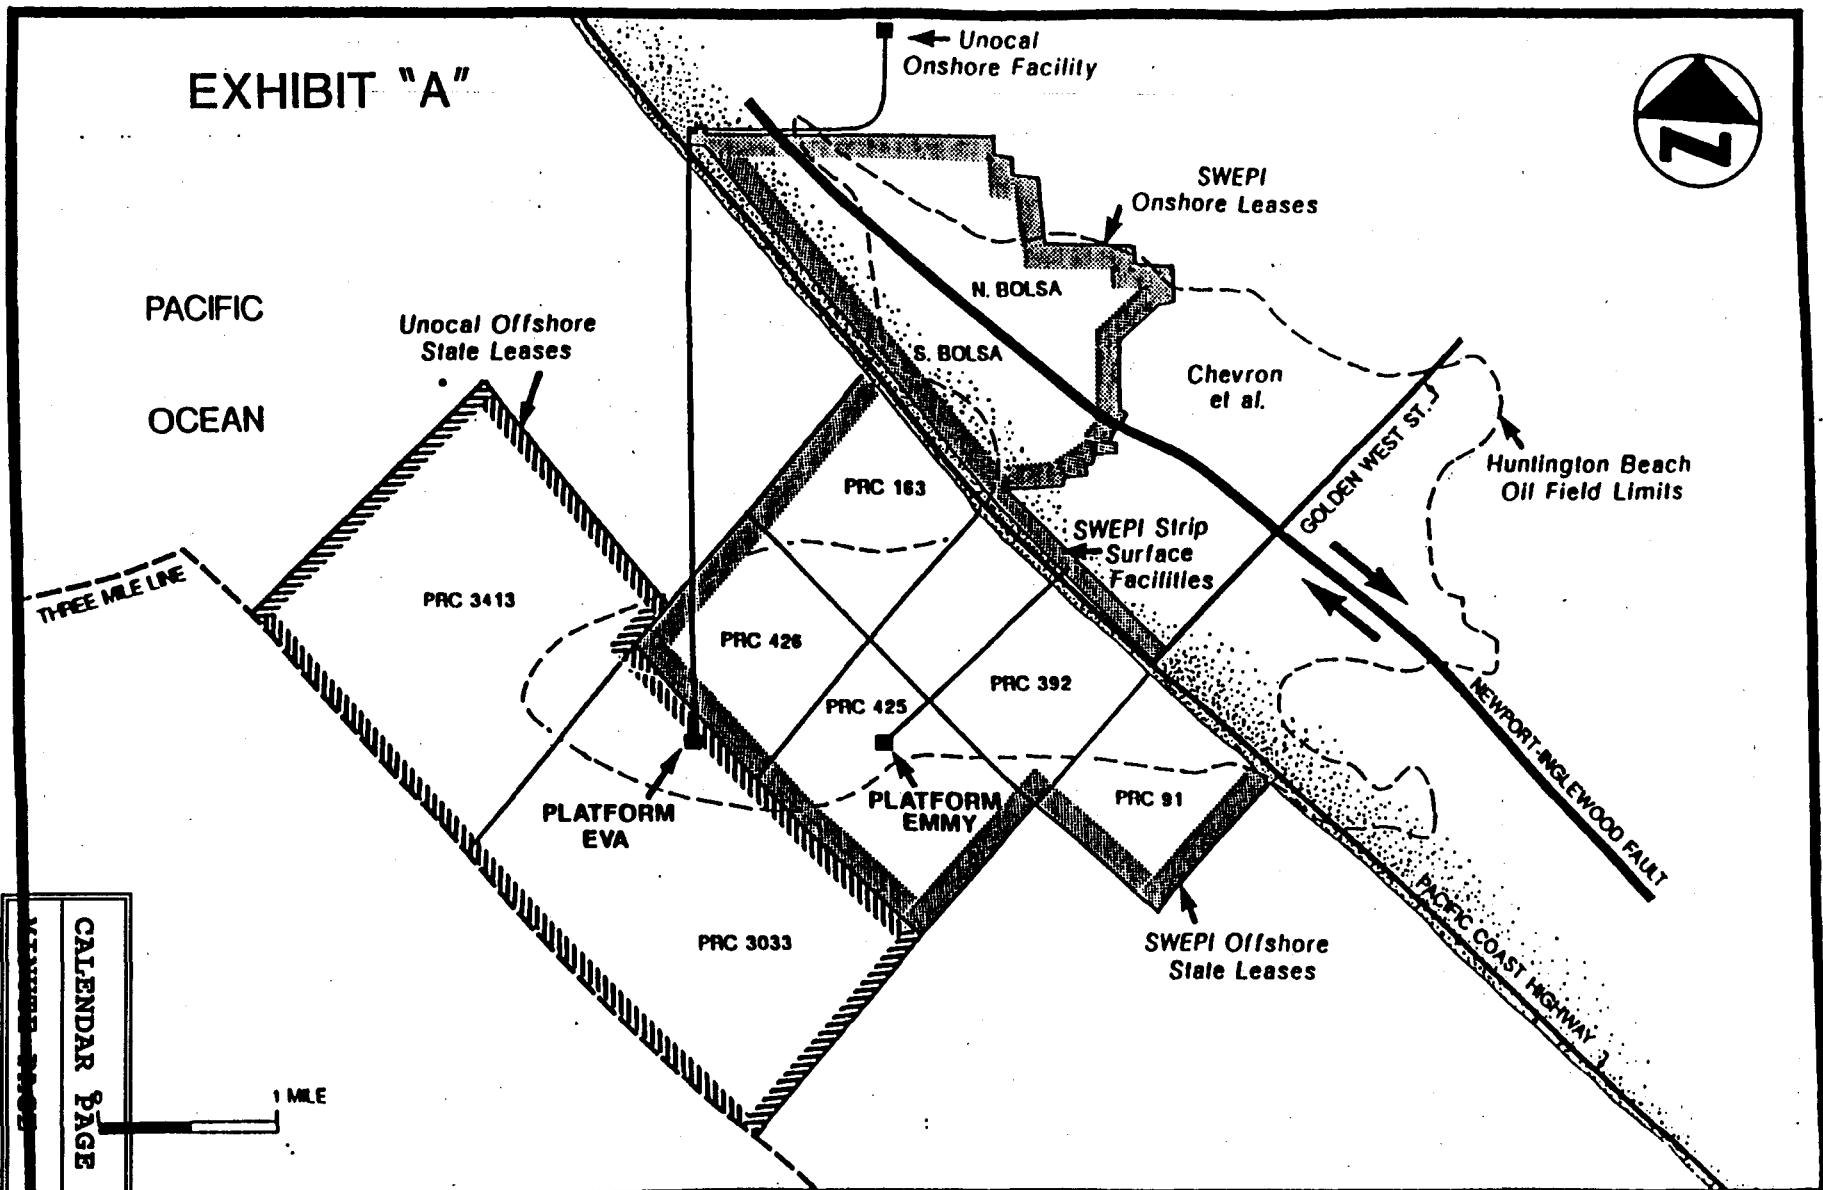 EXHIBIT "A"
Unocal
Onshore Facility
N
SWEPI
Onshore Leases
PACIFIC
OCEAN
Unocal Offshore
State Leases
N. BOLSA
S. BOLSA
Chevron
et al.
GOLDEN WEST ST.
Huntington Beach
Oil Field Limits
PRC 163
SWEPI Strip
Surface
Facilities
THREE MILE LINE
PRC 3413
PRC 426
PRC 425
PRC 392
NEWPORT-INGLEWOOD FAULT
PLATFORM
EVA
PLATFORM
EMMY
PRC 91
PACIFIC COAST HIGHWAY
PRC 3033
SWEPI Offshore
State Leases
0
1 MILE
CALENDAR PAGE